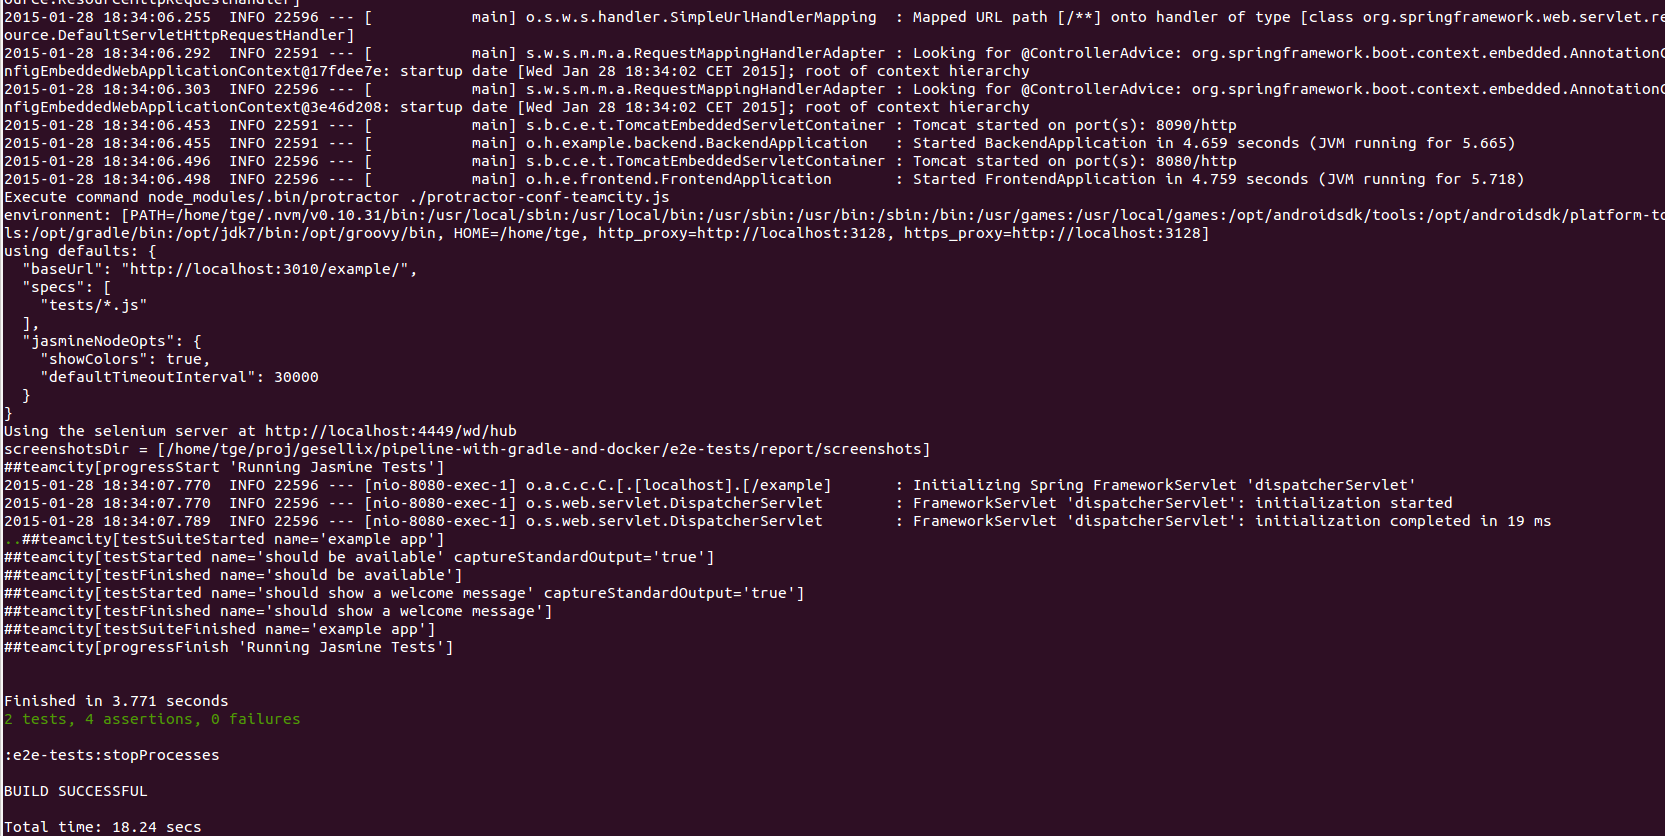 ource.ResourceHttpRequestHandler]
2015-01-28 18:34:06.255  INFO 22596 --- [           main] o.s.w.s.handler.SimpleUrlHandlerMapping  : Mapped URL path [/**] onto handler of type [class org.springframework.web.servlet.re
ource.DefaultServletHttpRequestHandler]
2015-01-28 18:34:06.292  INFO 22591 --- [           main] s.w.s.m.m.a.RequestMappingHandlerAdapter : Looking for @ControllerAdvice: org.springframework.boot.context.embedded.AnnotationC
nfigEmbeddedWebApplicationContext@17fdee7e: startup date [Wed Jan 28 18:34:02 CET 2015]; root of context hierarchy
2015-01-28 18:34:06.303  INFO 22596 --- [           main] s.w.s.m.m.a.RequestMappingHandlerAdapter : Looking for @ControllerAdvice: org.springframework.boot.context.embedded.AnnotationC
nfigEmbeddedWebApplicationContext@3e46d208: startup date [Wed Jan 28 18:34:02 CET 2015]; root of context hierarchy
2015-01-28 18:34:06.453  INFO 22591 --- [           main] s.b.c.e.t.TomcatEmbeddedServletContainer : Tomcat started on port(s): 8090/http
2015-01-28 18:34:06.455  INFO 22591 --- [           main] o.h.example.backend.BackendApplication   : Started BackendApplication in 4.659 seconds (JVM running for 5.665)
2015-01-28 18:34:06.496  INFO 22596 --- [           main] s.b.c.e.t.TomcatEmbeddedServletContainer : Tomcat started on port(s): 8080/http
2015-01-28 18:34:06.498  INFO 22596 --- [           main] o.h.e.frontend.FrontendApplication       : Started FrontendApplication in 4.759 seconds (JVM running for 5.718)
Execute command node_modules/.bin/protractor ./protractor-conf-teamcity.js
environment: [PATH=/home/tge/.nvm/v0.10.31/bin:/usr/local/sbin:/usr/local/bin:/usr/sbin:/usr/bin:/sbin:/bin:/usr/games:/usr/local/games:/opt/androidsdk/tools:/opt/androidsdk/platform-to
ls:/opt/gradle/bin:/opt/jdk7/bin:/opt/groovy/bin, HOME=/home/tge, http_proxy=http://localhost:3128, https_proxy=http://localhost:3128]
using defaults: {
  "baseUrl": "http://localhost:3010/example/",
  "specs": [
    "tests/*.js"
  ],
  "jasmineNodeOpts": {
    "showColors": true,
    "defaultTimeoutInterval": 30000
  }
}
Using the selenium server at http://localhost:4449/wd/hub
screenshotsDir = [/home/tge/proj/gesellix/pipeline-with-gradle-and-docker/e2e-tests/report/screenshots]
##teamcity[progressStart 'Running Jasmine Tests']
2015-01-28 18:34:07.770  INFO 22596 --- [nio-8080-exec-1] o.a.c.c.C.[.[localhost].[/example]       : Initializing Spring FrameworkServlet 'dispatcherServlet'
2015-01-28 18:34:07.770  INFO 22596 --- [nio-8080-exec-1] o.s.web.servlet.DispatcherServlet        : FrameworkServlet 'dispatcherServlet': initialization started
2015-01-28 18:34:07.789  INFO 22596 --- [nio-8080-exec-1] o.s.web.servlet.DispatcherServlet        : FrameworkServlet 'dispatcherServlet': initialization completed in 19 ms
..##teamcity[testSuiteStarted name='example app']
##teamcity[testStarted name='should be available' captureStandardOutput='true']
##teamcity[testFinished name='should be available']
##teamcity[testStarted name='should show a welcome message' captureStandardOutput='true']
##teamcity[testFinished name='should show a welcome message']
##teamcity[testSuiteFinished name='example app']
##teamcity[progressFinish 'Running Jasmine Tests']
Finished in 3.771 seconds
2 tests, 4 assertions, 0 failures
:e2e-tests:stopProcesses
BUILD SUCCESSFUL
Total time: 18.24 secs